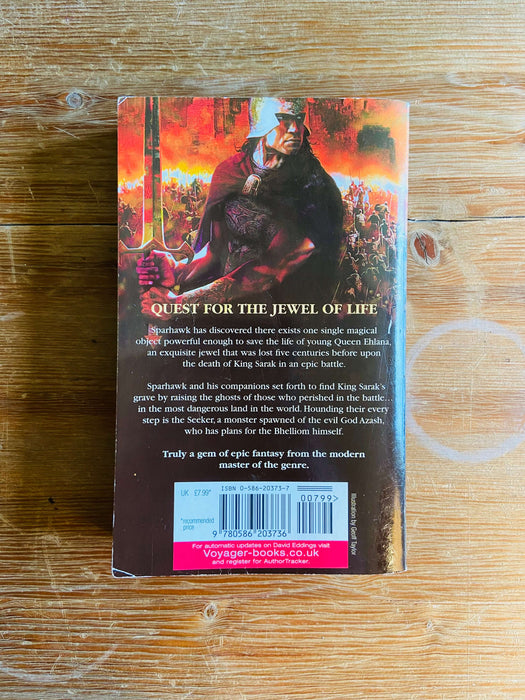 QUEST FOR THE JEWEL OF LIFE
Sparhawk has discovered there exists one single magical
object powerful enough to save the life of young Queen Ehlana,
an exquisite jewel that was lost five centuries before upon
the death of King Sarak in an epic battle.
Sparhawk and his companions set forth to find King Sarak's
grave by raising the ghosts of those who perished in the battle...
in the most dangerous land in the world. Hounding their every
step is the Seeker, a monster spawned of the evil God Azash,
who has plans for the Bhelliom himself.
Truly a gem of epic fantasy from the modern
master of the genre.
ISBN 0-586-20373-7
UK £7.99*
00799>
*recommended
price
9 780586 203736
Illustration by Geoff Taylor
For automatic updates on David Eddings visit
Voyager-books.co.uk
and register for AuthorTracker.